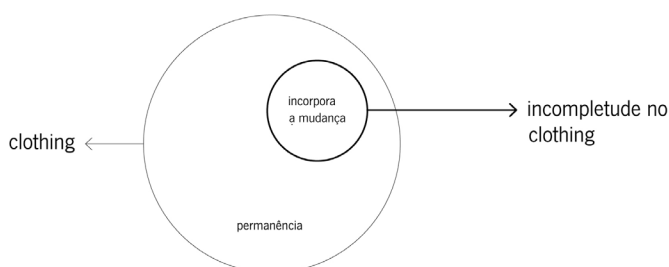 incorpora
a mudança
incompletude no
clothing
clothing
permanência